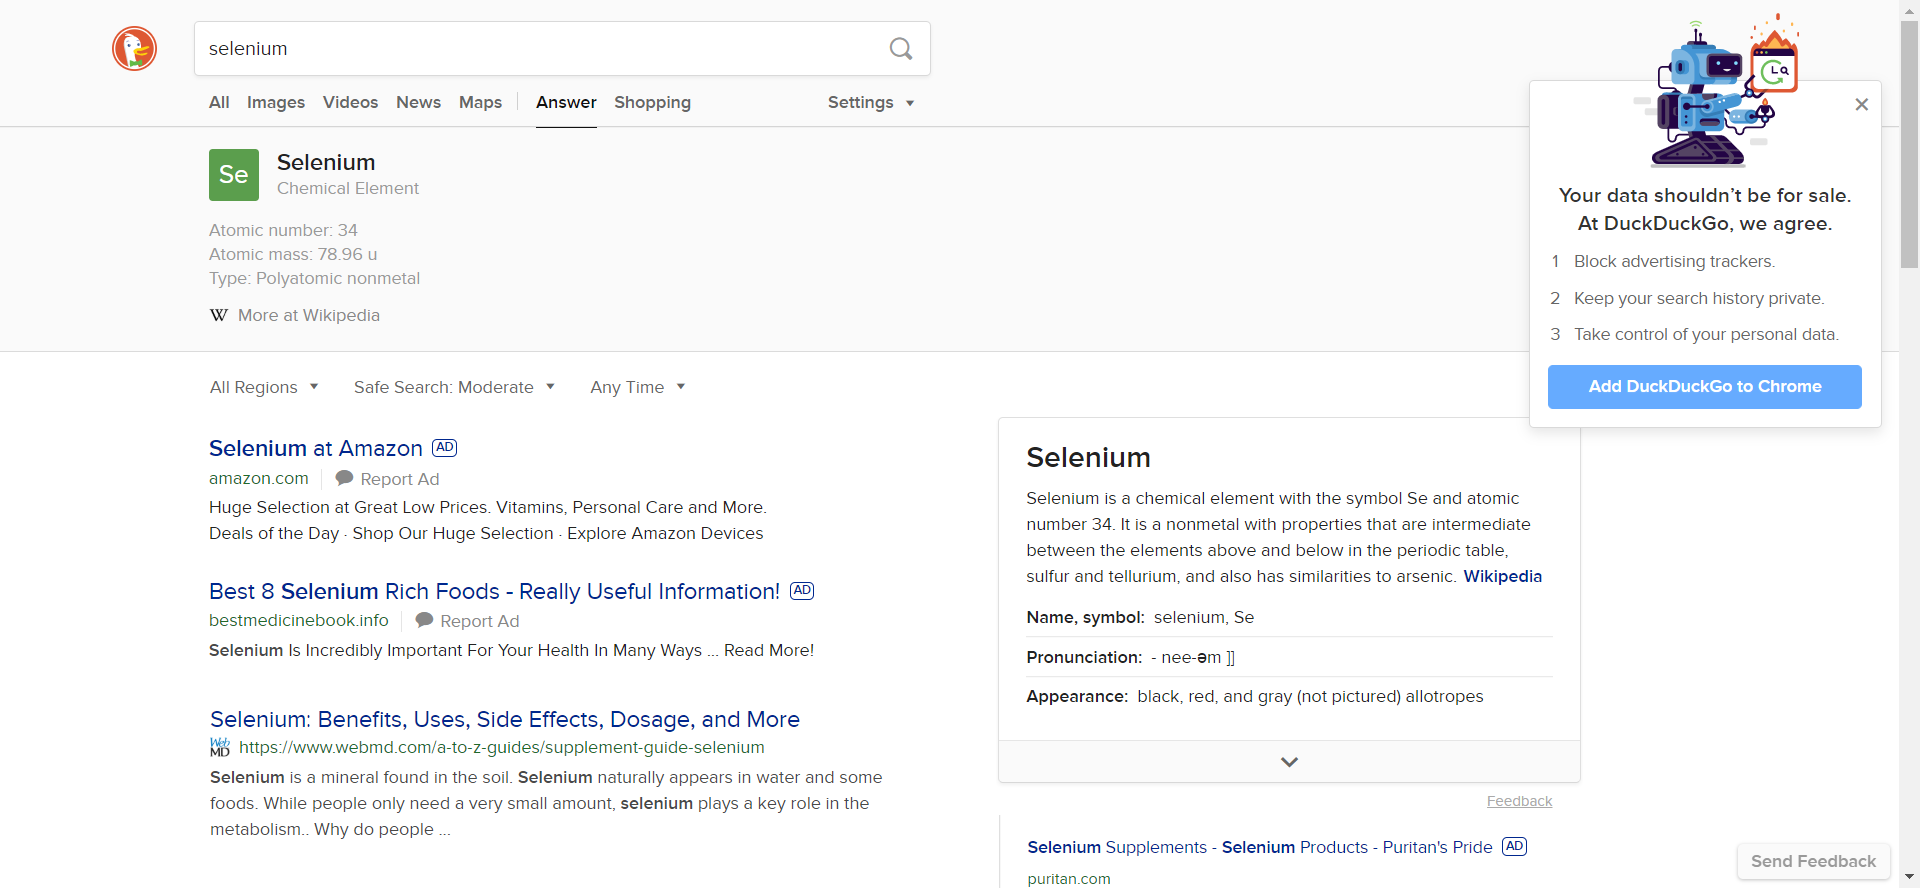 selenium
All Images Videos News Maps Answer Shopping Settings
Se
Selenium
Chemical Element
Atomic number: 34
Atomic mass: 78.96 u
Type: Polyatomic nonmetal
W More at Wikipedia
Your data shouldn’t be for sale.
At DuckDuckGo, we agree.
1 Block advertising trackers.
2 Keep your search history private.
3 Take control of your personal data.
Add DuckDuckGo to Chrome
All Regions Safe Search: Moderate Any Time
Selenium at Amazon AD
amazon.com Report Ad
Huge Selection at Great Low Prices. Vitamins, Personal Care and More.
Deals of the Day · Shop Our Huge Selection · Explore Amazon Devices
Best 8 Selenium Rich Foods - Really Useful Information! AD
bestmedicinebook.info Report Ad
Selenium Is Incredibly Important For Your Health In Many Ways ... Read More!
Selenium: Benefits, Uses, Side Effects, Dosage, and More
Web MD https://www.webmd.com/a-to-z-guides/supplement-guide-selenium
Selenium is a mineral found in the soil. Selenium naturally appears in water and some
foods. While people only need a very small amount, selenium plays a key role in the
metabolism.. Why do people ...
Selenium
Selenium is a chemical element with the symbol Se and atomic
number 34. It is a nonmetal with properties that are intermediate
between the elements above and below in the periodic table,
sulfur and tellurium, and also has similarities to arsenic. Wikipedia
Name, symbol: selenium, Se
Pronunciation: - nee-əm ]]
Appearance: black, red, and gray (not pictured) allotropes
Feedback
Selenium Supplements - Selenium Products - Puritan's Pride AD
puritan.com
Send Feedback